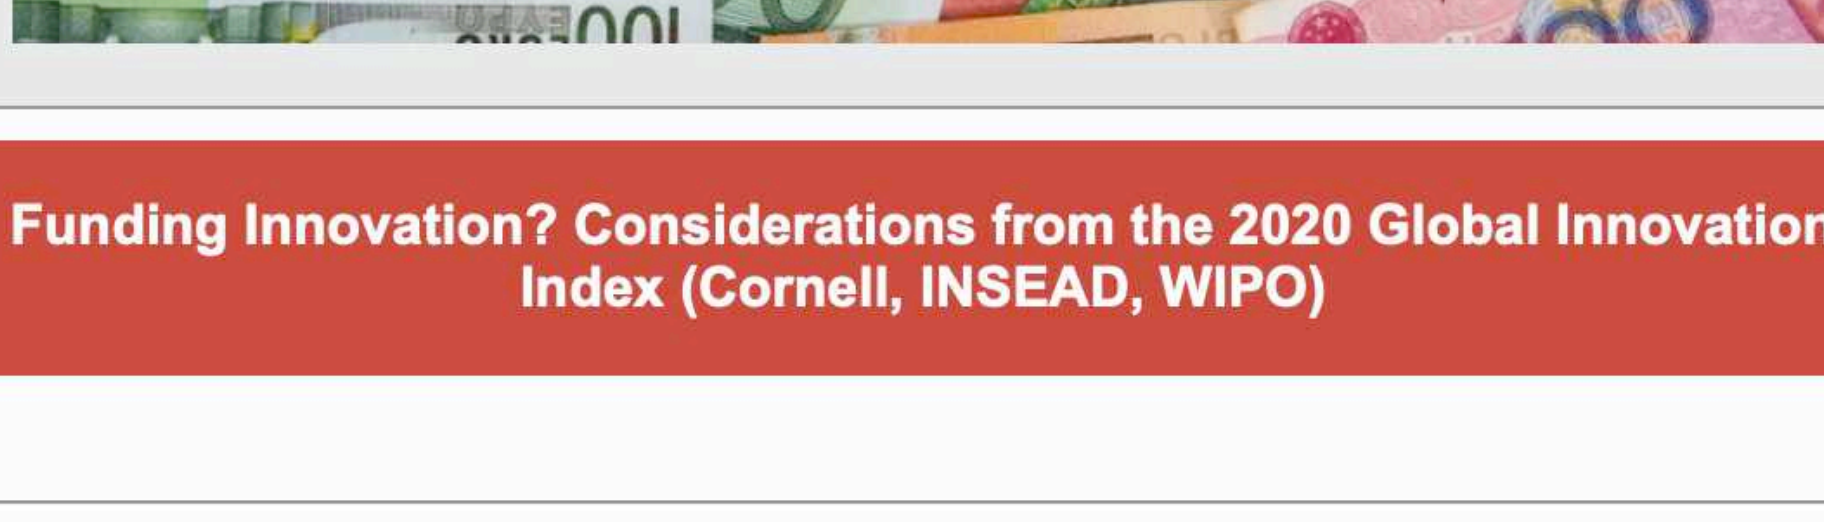 Funding Innovation? Considerations from the 2020 Global Innovation
Index (Cornell, INSEAD, WIPO)